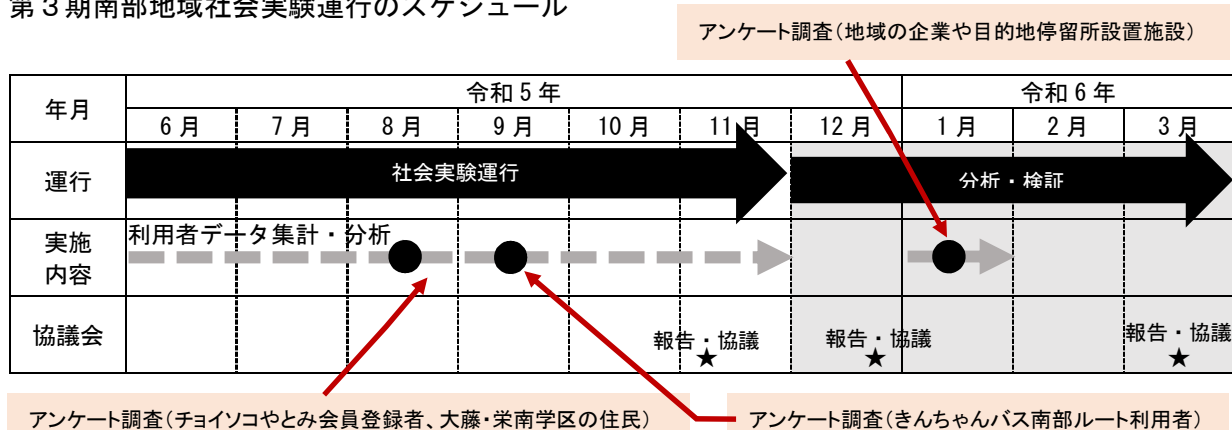 第３期南部地域社会実験運行のスケジュール
アンケート調査（地域の企業や目的地停留所設置施設）
年月 令和５年 令和６年
６月 ７月 ８月 ９月 10月 11月 12月 １月 ２月 ３月
運行 社会実験運行 分析・検証
実施
内容
利用者データ集計・分析
協議会 報告・協議 報告・協議 報告・協議
★ ★ ★
アンケート調査（チョイソコやとみ会員登録者、大藤・栄南学区の住民） アンケート調査（きんちゃんバス南部ルート利用者）